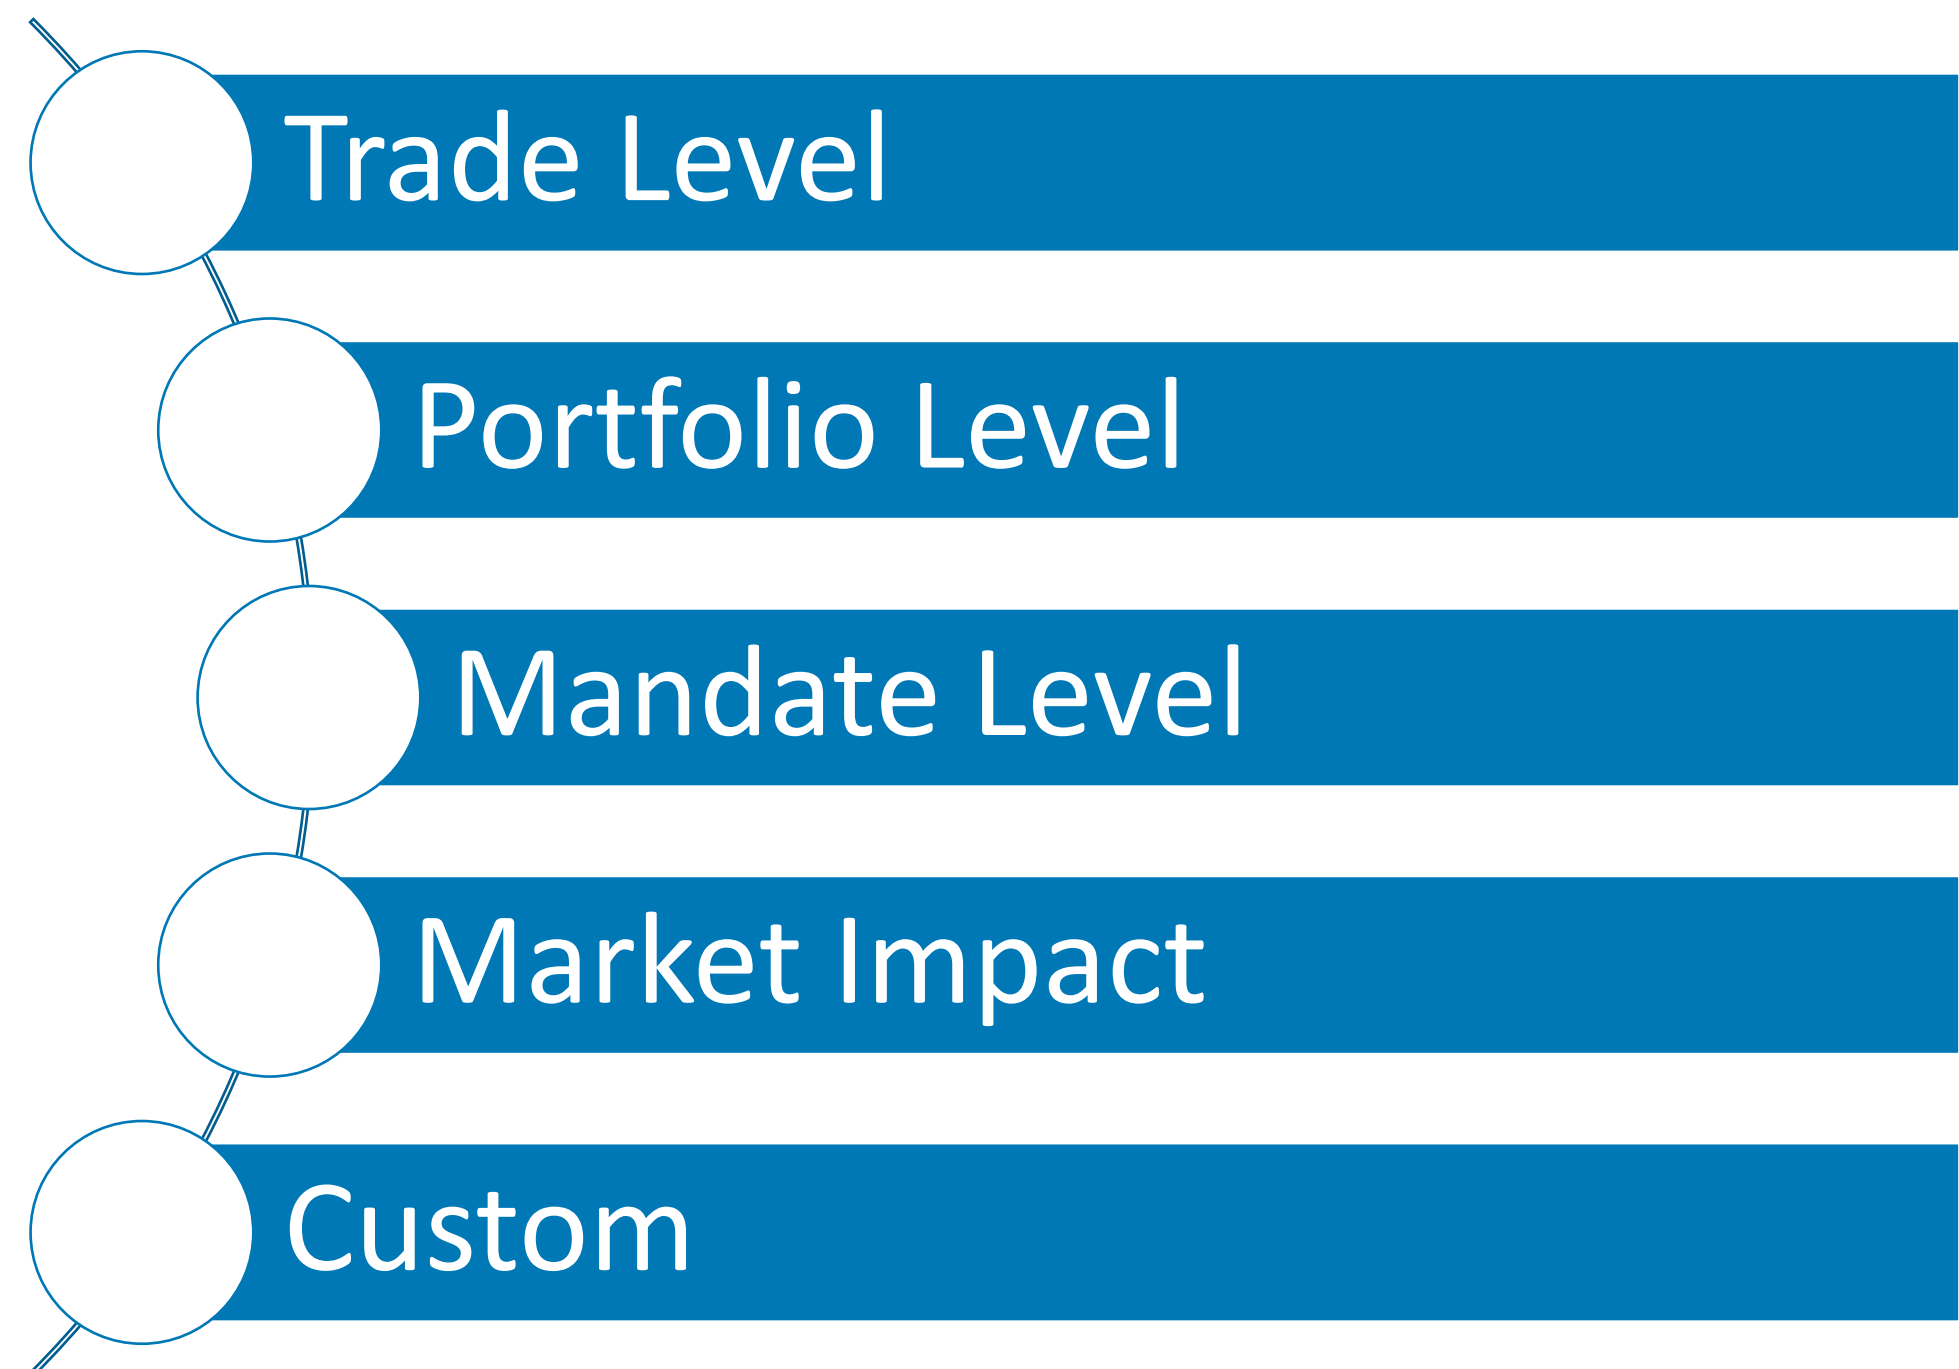 Trade Level
Portfolio Level
Mandate Level
Market Impact
Custom